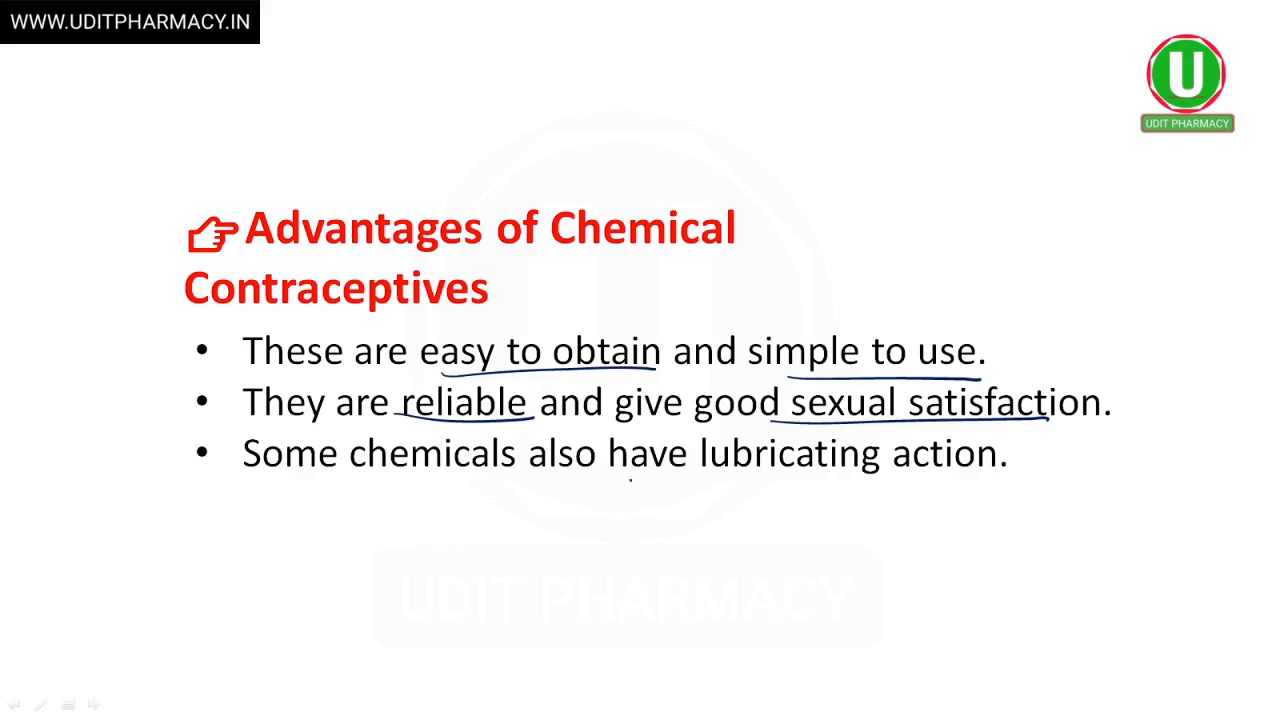 WWW.UDITPHARMACY.IN
U
UDIT PHARMACY
Advantages of Chemical
Contraceptives
• These are easy to obtain and simple to use.
• They are reliable and give good sexual satisfaction.
• Some chemicals also have lubricating action.
UDIT PHARMACY